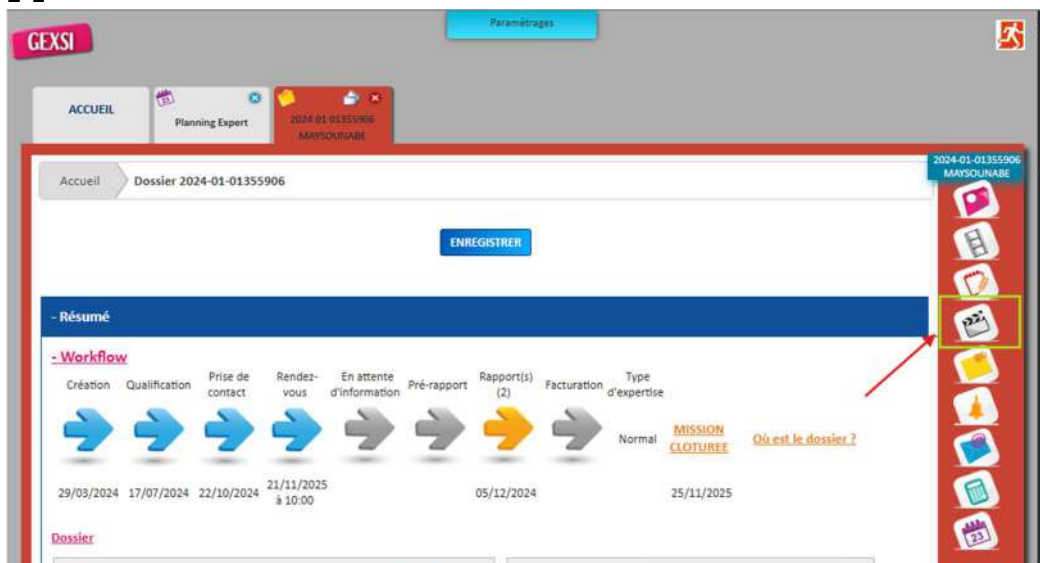 Paramétrages
GEXSI
ACCUEIL
23
Planning Expert
2024-01-01355906
MAYSOUNABE
2024-01-01355906
MAYSOUNABE
Accueil
Dossier 2024-01-01355906
ENREGISTRER
- Résumé
- Workflow
Création
Qualification
Prise de
contact
Rendez-
vous
En attente
d'information
Pré-rapport
Rapport(s)
(2)
Facturation
Type
d'expertise
Normal
MISSION
CLOTUREE
Où est le dossier ?
29/03/2024
17/07/2024
22/10/2024
21/11/2025
à 10:00
05/12/2024
25/11/2025
Dossier
23